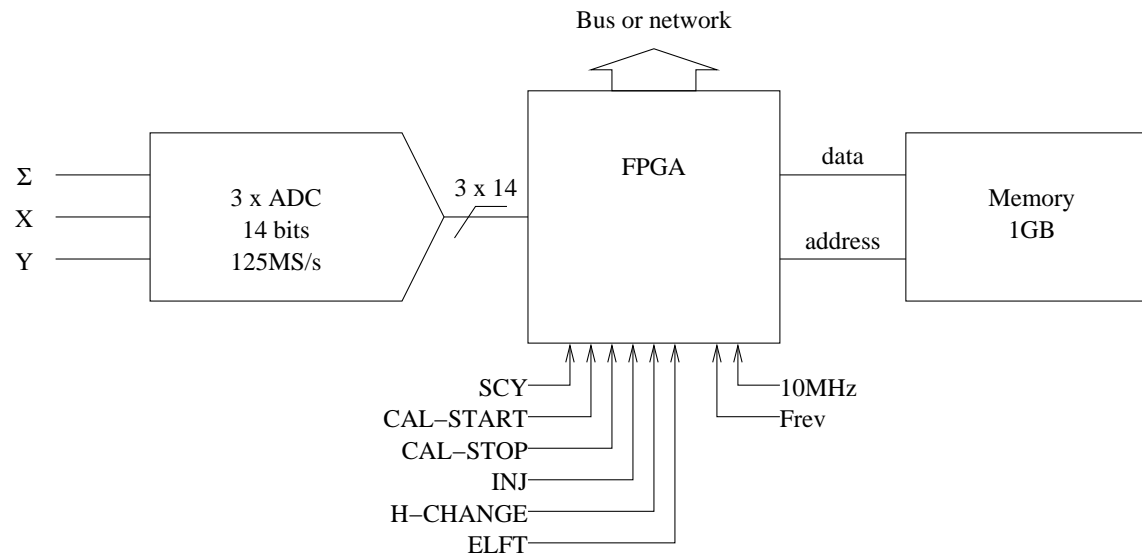 Bus or network
Σ
X
Y
3 x ADC
14 bits
125MS/s
3 x 14
FPGA
data
address
Memory
1GB
SCY
CAL−START
CAL−STOP
INJ
H−CHANGE
ELFT
10MHz
Frev